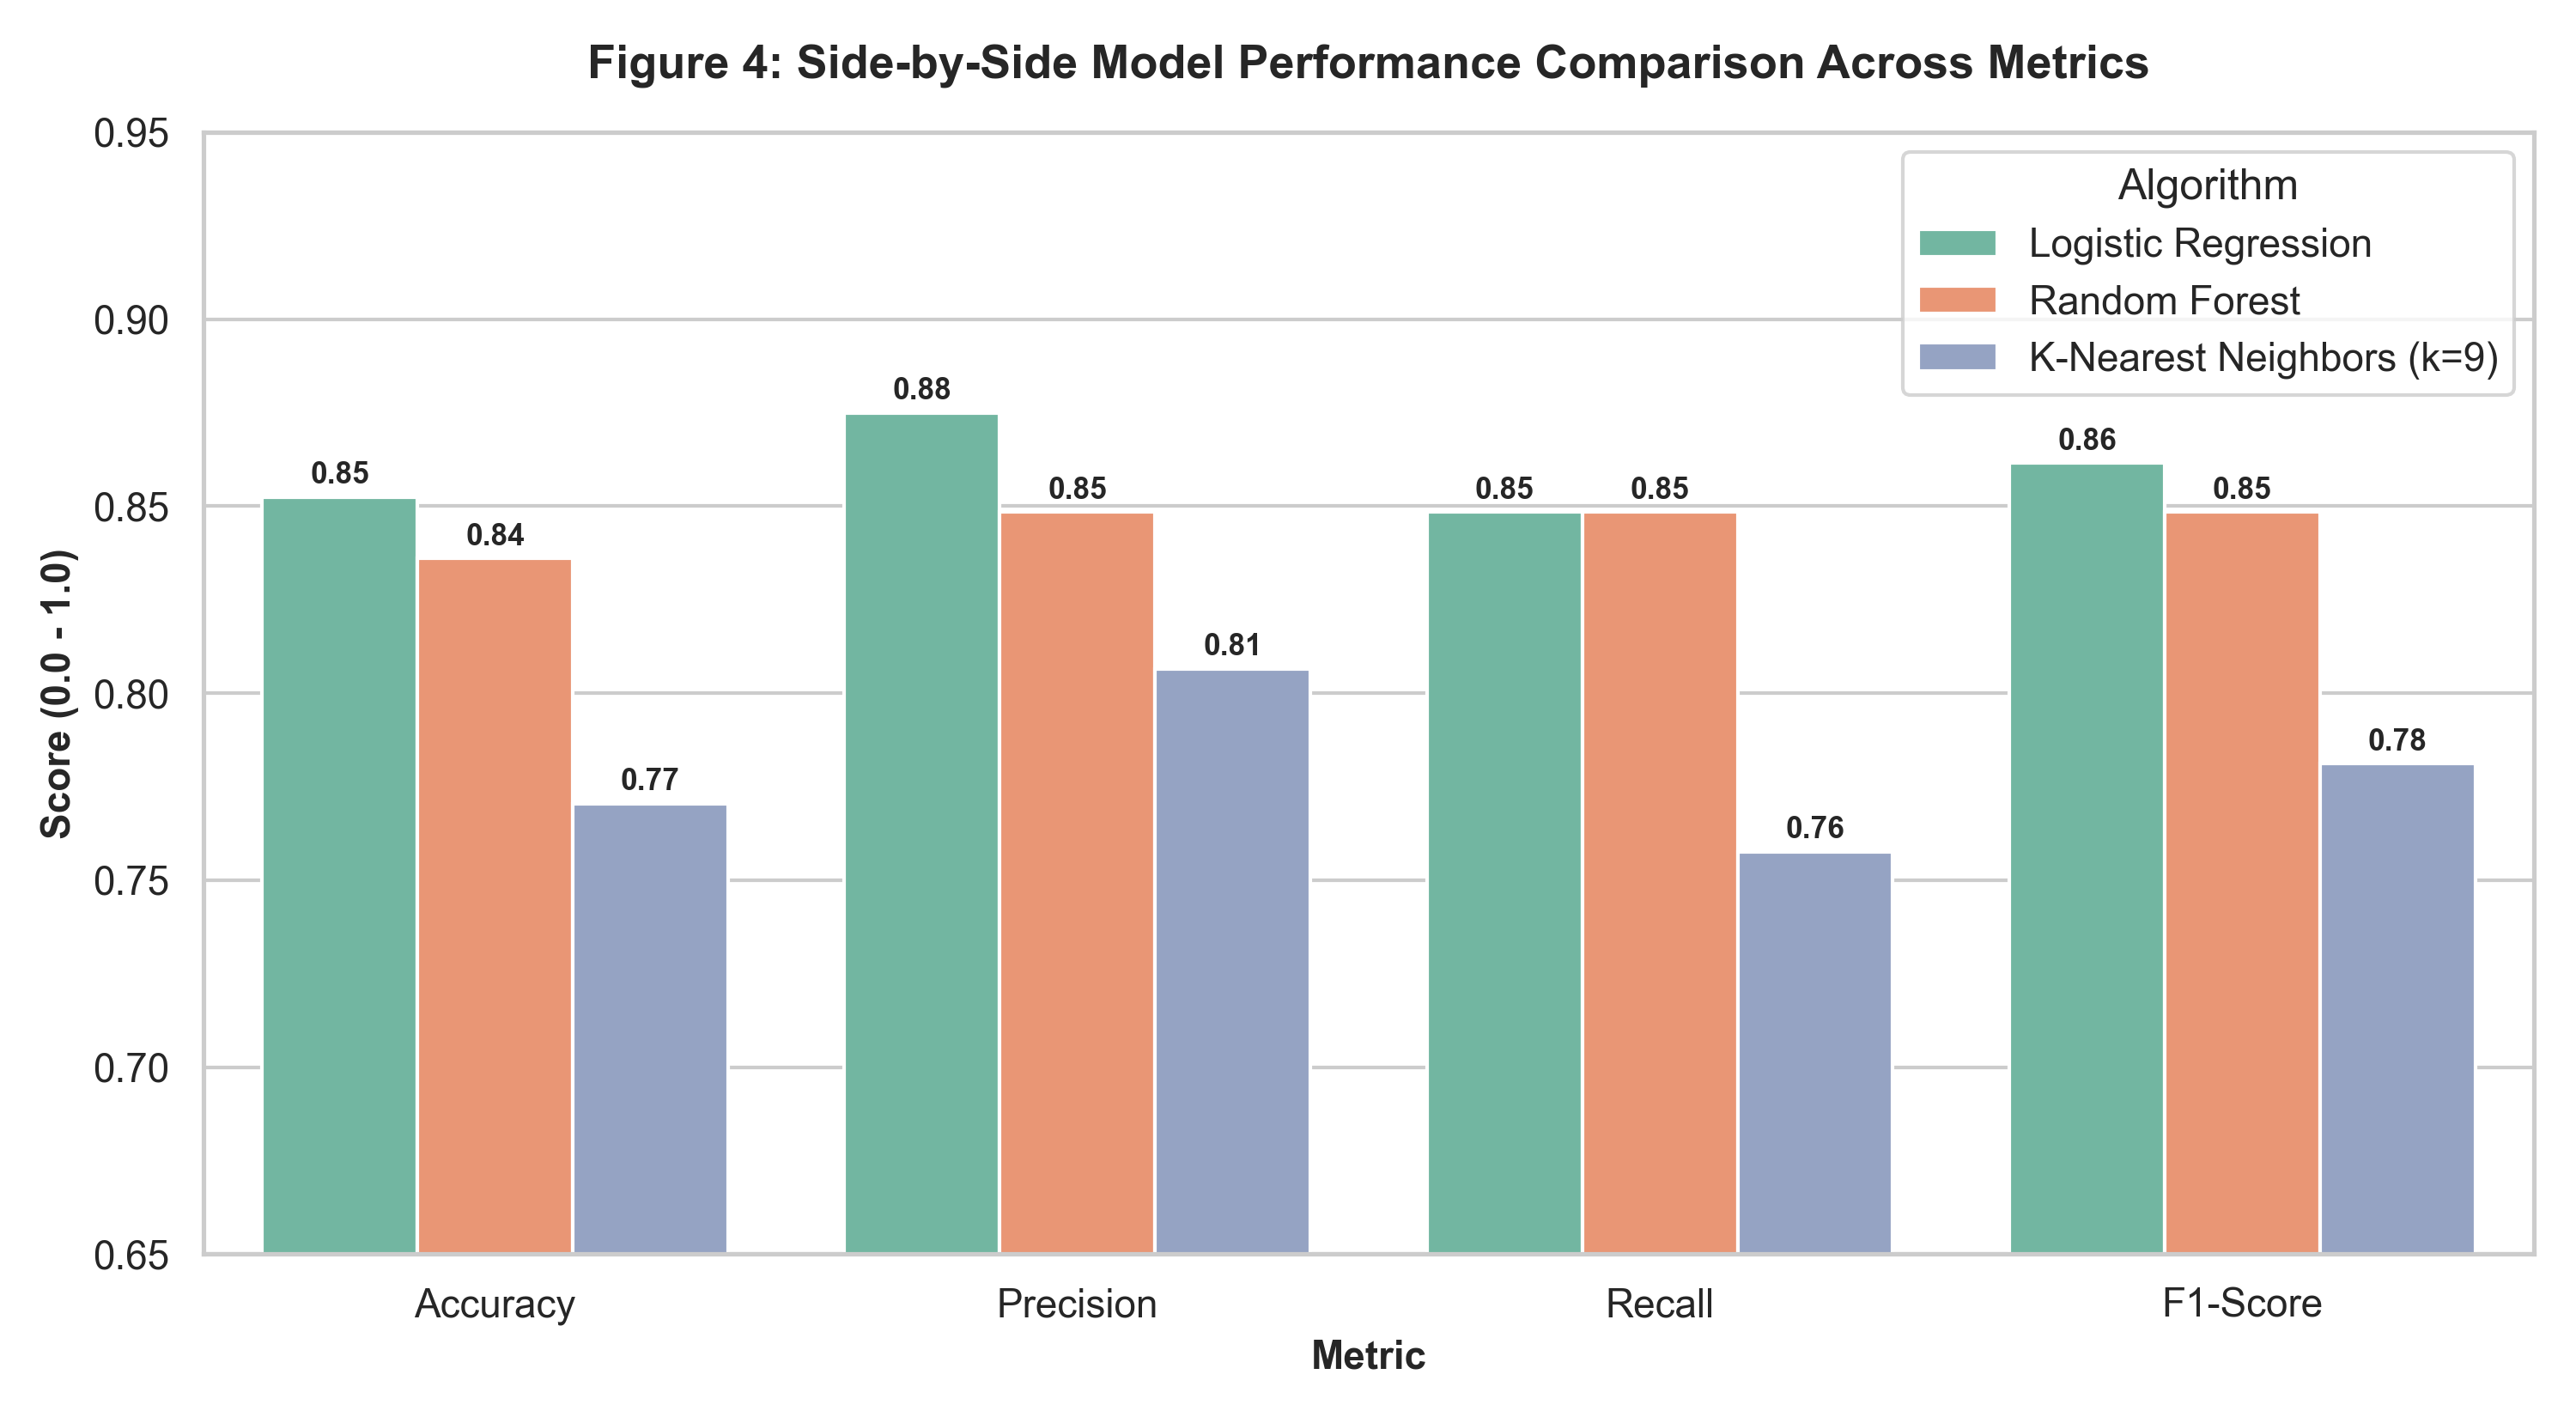 Figure 4: Side-by-Side Model Performance Comparison Across Metrics
Score (0.0 - 1.0)
0.95
0.90
0.85
0.80
0.75
0.70
0.65
Algorithm
Logistic Regression
Random Forest
K-Nearest Neighbors (k=9)
0.85
0.84
0.77
0.88
0.85
0.81
0.85
0.85
0.76
0.86
0.85
0.78
Accuracy
Precision
Recall
F1-Score
Metric